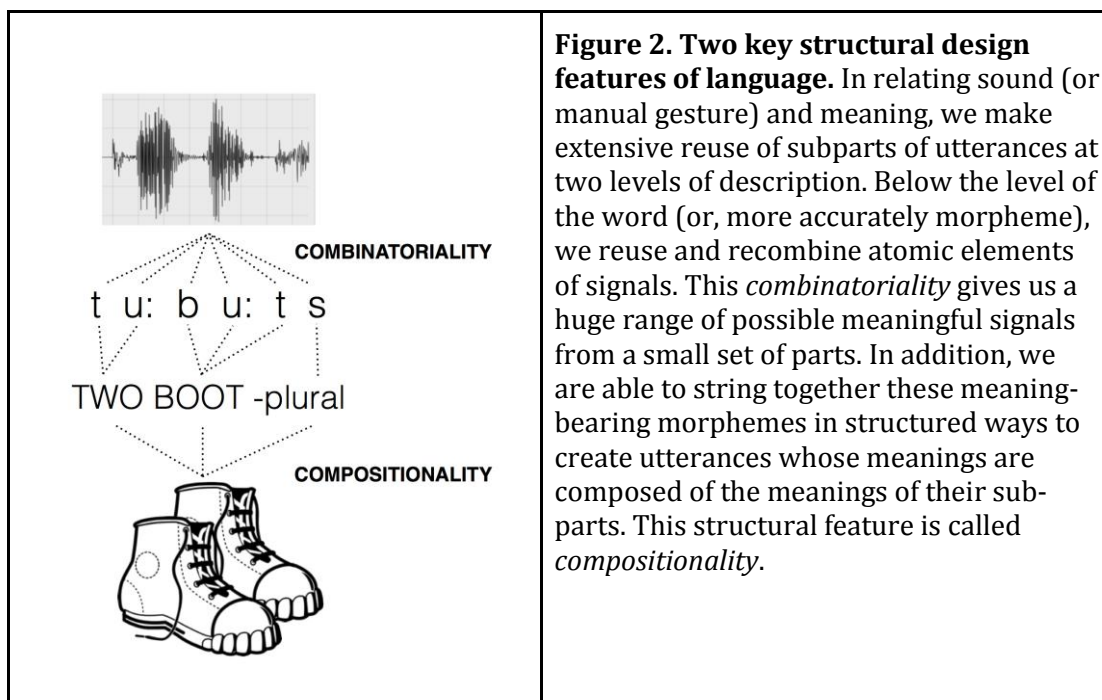 COMBINATORIALITY
t u: b u: t s
TWO BOOT -plural
COMPOSITIONALITY
Figure 2. Two key structural design
features of language. In relating sound (or
manual gesture) and meaning, we make
extensive reuse of subparts of utterances at
two levels of description. Below the level of
the word (or, more accurately morpheme),
we reuse and recombine atomic elements
of signals. This combinatoriality gives us a
huge range of possible meaningful signals
from a small set of parts. In addition, we
are able to string together these meaning-
bearing morphemes in structured ways to
create utterances whose meanings are
composed of the meanings of their sub-
parts. This structural feature is called
compositionality.